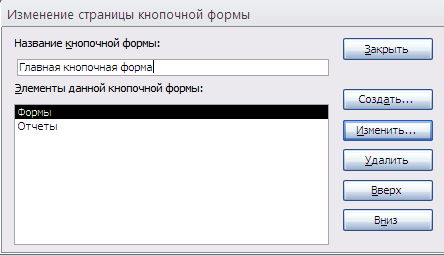 Изменение страницы кнопочной формы
Название кнопочной формы:
Закрыть
Главная кнопочная форма
Элементы данной кнопочной формы:
Создать...
Формы
Отчеты
Изменить...
Удалить
Вверх
Вниз